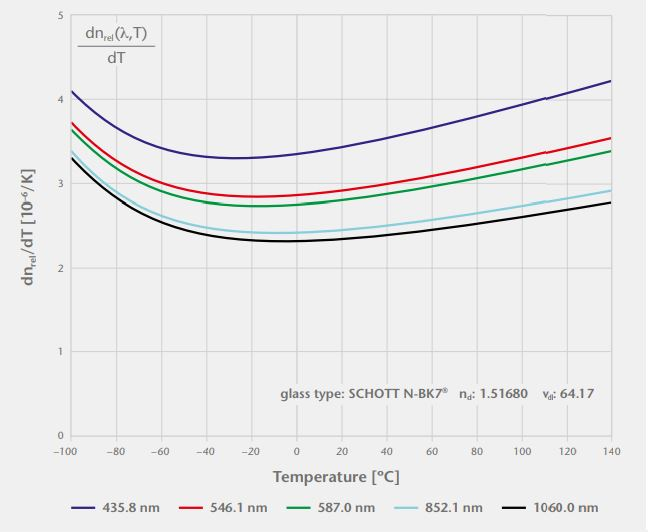 5
dn_rel(λ,T)
dT
4
3
2
1
0
dn_rel/dT [10⁻⁶/K]
glass type: SCHOTT N-BK7® n_d: 1.51680 ν_d: 64.17
−100 −80 −60 −40 −20 0 20 40 60 80 100 120 140
Temperature [°C]
435.8 nm 546.1 nm 587.0 nm 852.1 nm 1060.0 nm